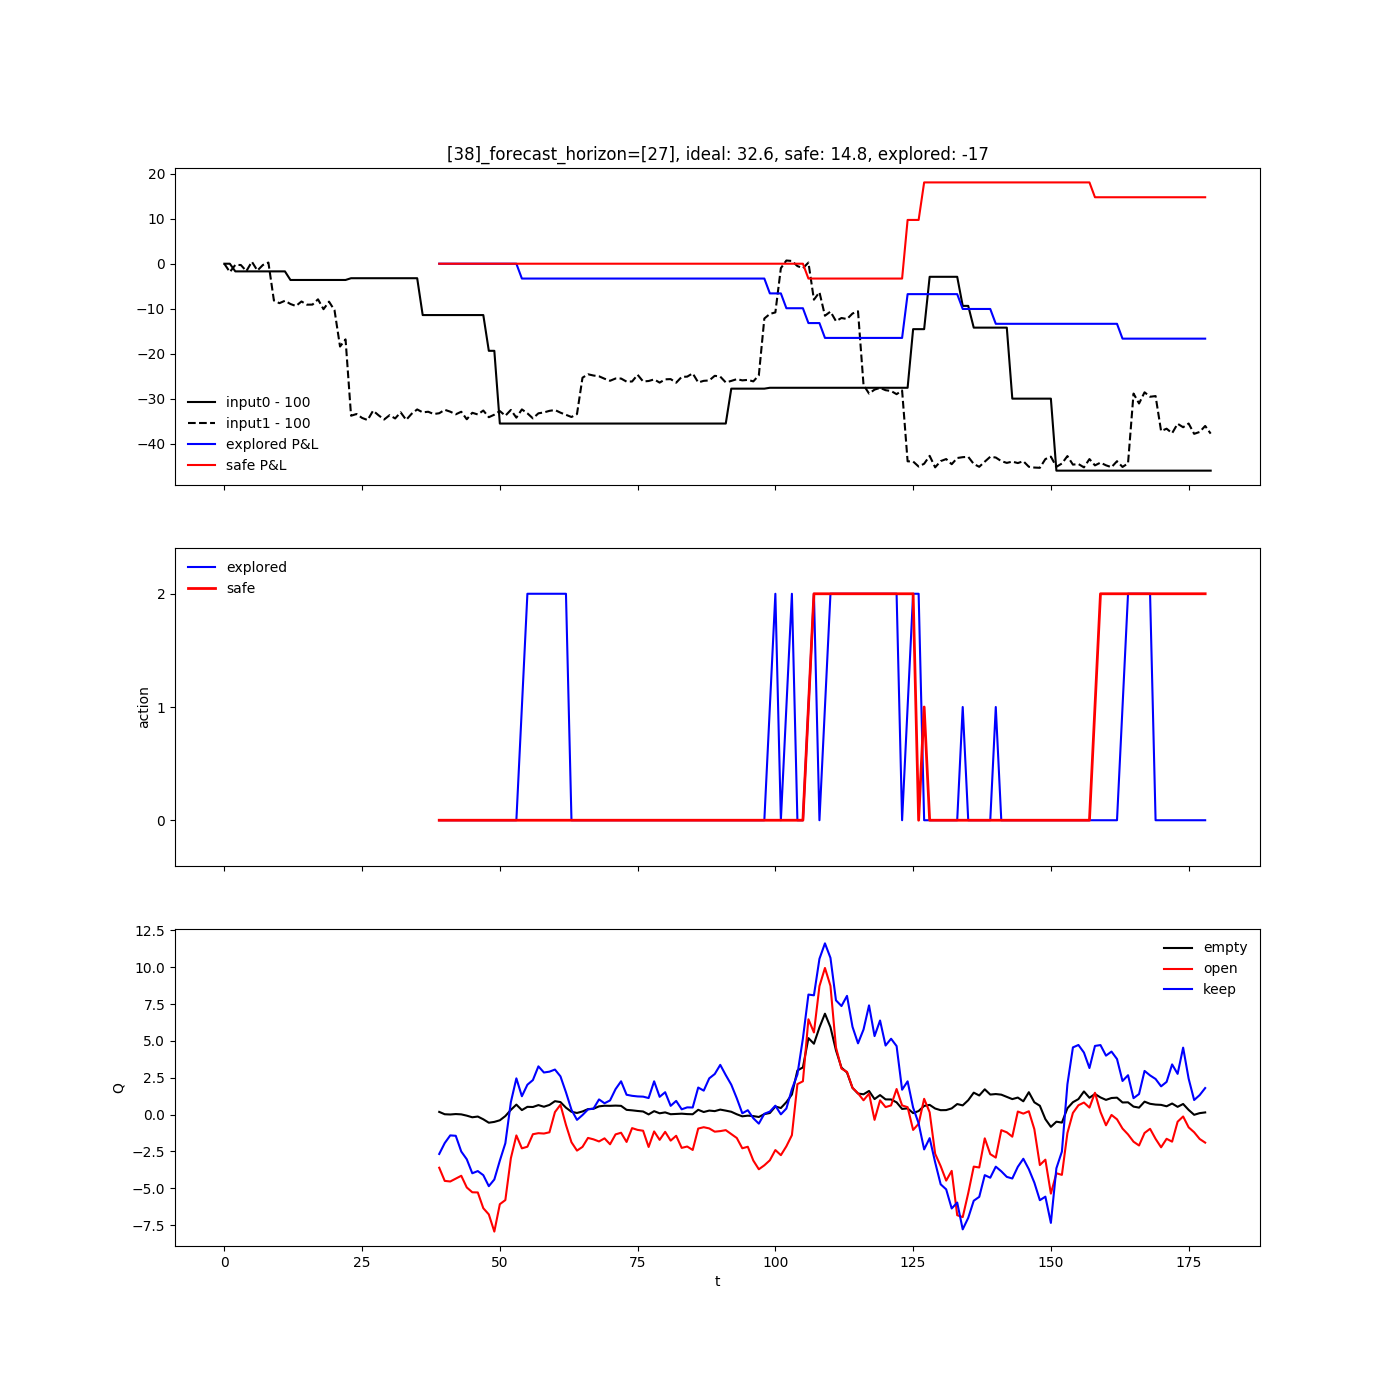 [38]_forecast_horizon=[27], ideal: 32.6, safe: 14.8, explored: -17
20
10
0
−10
−20
−30
−40
input0 - 100
input1 - 100
explored P&L
safe P&L
explored
safe
2
1
0
action
12.5
10.0
7.5
5.0
2.5
0.0
−2.5
−5.0
−7.5
Q
empty
open
keep
0 25 50 75 100 125 150 175
t